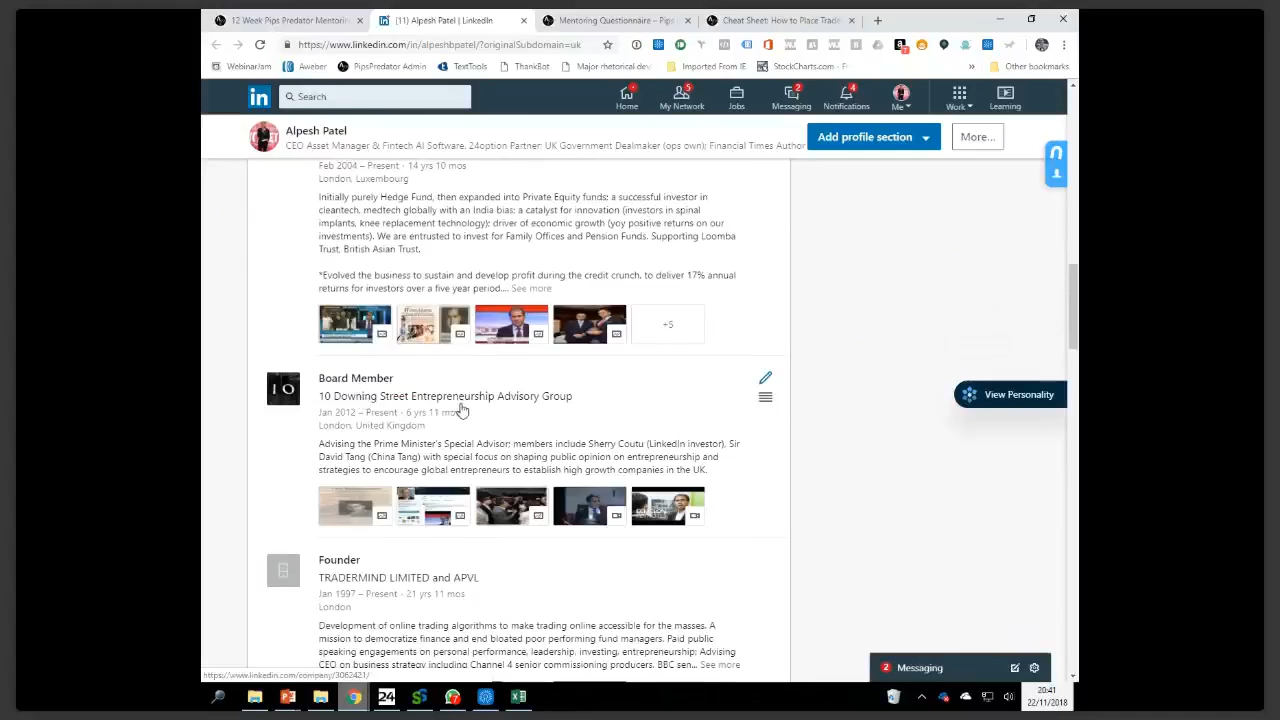 12 Week Pips Predator Mentorin
(11) Alpesh Patel | LinkedIn
Mentoring Questionnaire – Pips
Cheat Sheet: How to Place Trade
https://www.linkedin.com/in/alpeshbpatel/?originalSubdomain=uk
WebinarJam
Aweber
PipsPredator Admin
TextTools
ThankBot
Major rhetorical dev
Imported From IE
StockCharts.com - Fr
»
Other bookmarks
in
Search
Home
5
My Network
Jobs
2
Messaging
4
Notifications
Me
Work
Learning
Alpesh Patel
CEO Asset Manager & Fintech AI Software. 24option Partner: UK Government Dealmaker (ops own); Financial Times Author
Add profile section
More...
Feb 2004 – Present · 14 yrs 10 mos
London, Luxembourg
Initially purely Hedge Fund, then expanded into Private Equity funds; a successful investor in
cleantech, medtech globally with an India bias; a catalyst for innovation (investors in spinal
implants, knee replacement technology); driver of economic growth (yoy positive returns on our
investments). We are entrusted to invest for Family Offices and Pension Funds. Supporting Loomba
Trust, British Asian Trust.
*Evolved the business to sustain and develop profit during the credit crunch, to deliver 17% annual
returns for investors over a five year period.... See more
+5
10
Board Member
10 Downing Street Entrepreneurship Advisory Group
Jan 2012 – Present · 6 yrs 11 mos
London, United Kingdom
Advising the Prime Minister's Special Advisor; members include Sherry Coutu (LinkedIn investor), Sir
David Tang (China Tang) with special focus on shaping public opinion on entrepreneurship and
strategies to encourage global entrepreneurs to establish high growth companies in the UK.
View Personality
Founder
TRADERMIND LIMITED and APVL
Jan 1997 – Present · 21 yrs 11 mos
London
Development of online trading algorithms to make trading online accessible for the masses. A
mission to democratize finance and end bloated poor performing fund managers. Paid public
speaking engagements on personal performance, leadership, investing, entrepreneurship; Advising
CEO on business strategy including Channel 4 senior commissioning producers. BBC sen... See more
2 Messaging
https://www.linkedin.com/company/3062421/
24
20:41
22/11/2018